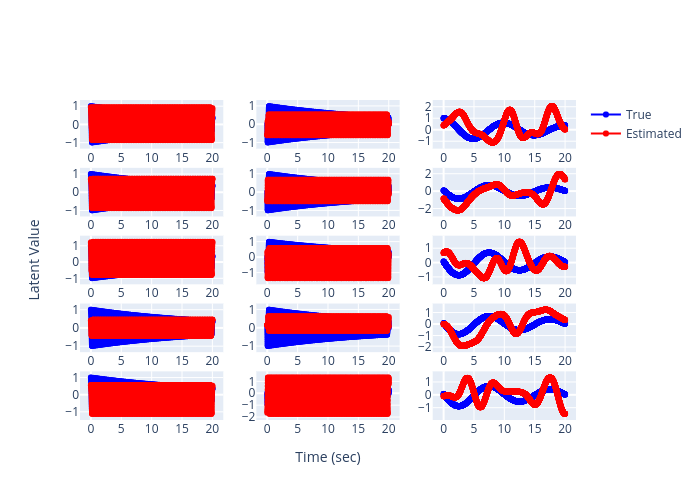 1 0 −1 1 0 −1 2 1 0 −1 True
0 5 10 15 20 0 5 10 15 20 0 5 10 15 20 Estimated
1 0 −1 1 0 −1 2 0 −2
0 5 10 15 20 0 5 10 15 20 0 5 10 15 20
1 0 −1 1 0 −1 1 0 −1
0 5 10 15 20 0 5 10 15 20 0 5 10 15 20
1 0 −1 1 0 −1 1 0 −1 −2
0 5 10 15 20 0 5 10 15 20 0 5 10 15 20
1 0 −1 1 0 −1 −2 1 0 −1
0 5 10 15 20 0 5 10 15 20 0 5 10 15 20
Latent Value
Time (sec)